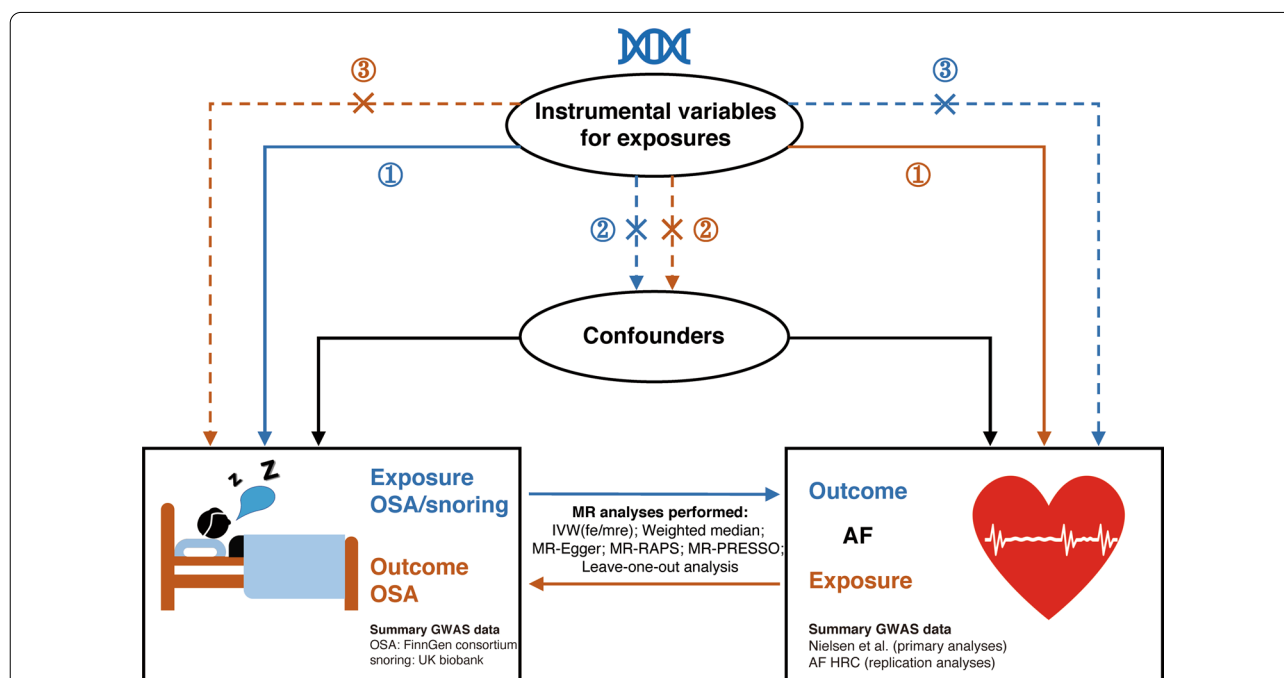 ③
③
Instrumental variables
for exposures
①
①
②
②
Confounders
z
Z
Exposure
OSA/snoring
Outcome
OSA
Summary GWAS data
OSA: FinnGen consortium
snoring: UK biobank
MR analyses performed:
IVW(fe/mre); Weighted median;
MR-Egger; MR-RAPS; MR-PRESSO;
Leave-one-out analysis
Outcome
AF
Exposure
Summary GWAS data
Nielsen et al. (primary analyses)
AF HRC (replication analyses)